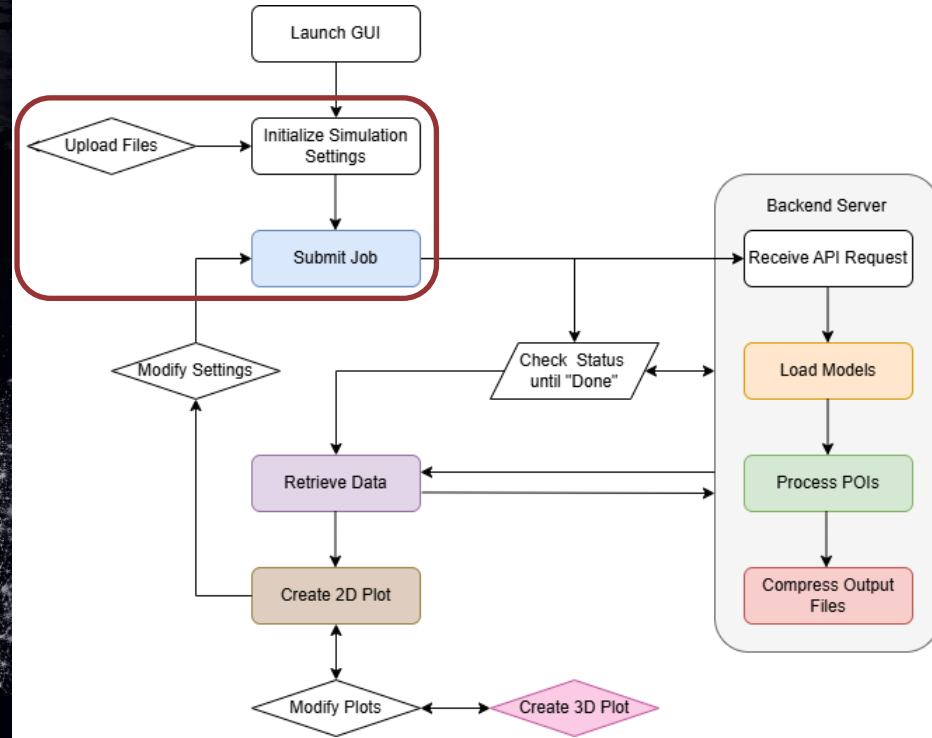 Launch GUI
Upload Files
Initialize Simulation
Settings
Backend Server
Submit Job
Receive API Request
Modify Settings
Check Status
until "Done"
Load Models
Retrieve Data
Process POIs
Create 2D Plot
Compress Output
Files
Modify Plots
Create 3D Plot